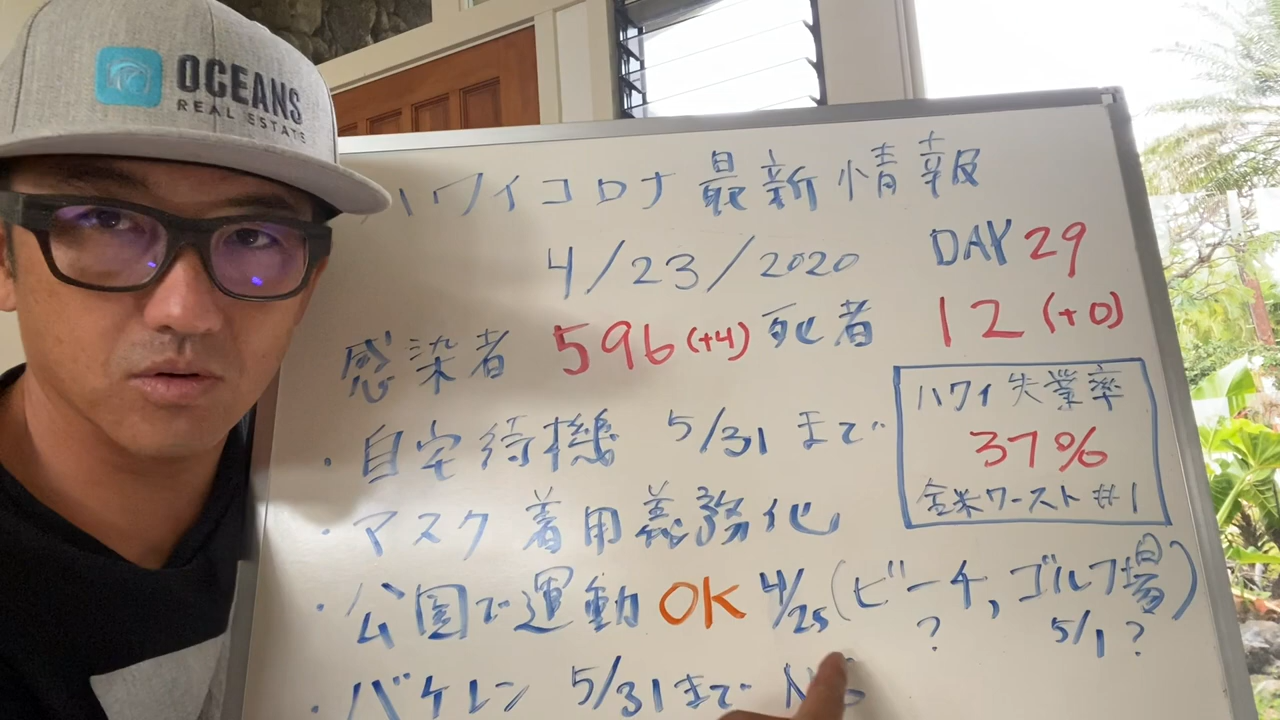 OCEANS
REAL ESTATE
ハワイコロナ 最新情報
4/23/2020 DAY 29
感染者 596 (+4) 死者 12 (+0)
ハワイ失業率
37%
全米ワースト #1
・自宅待機 5/31 まで
・マスク着用義務化
・公園で運動 OK 4/25 (ビーチ, ゴルフ場)
? 5/1?
・バケレン 5/31まで